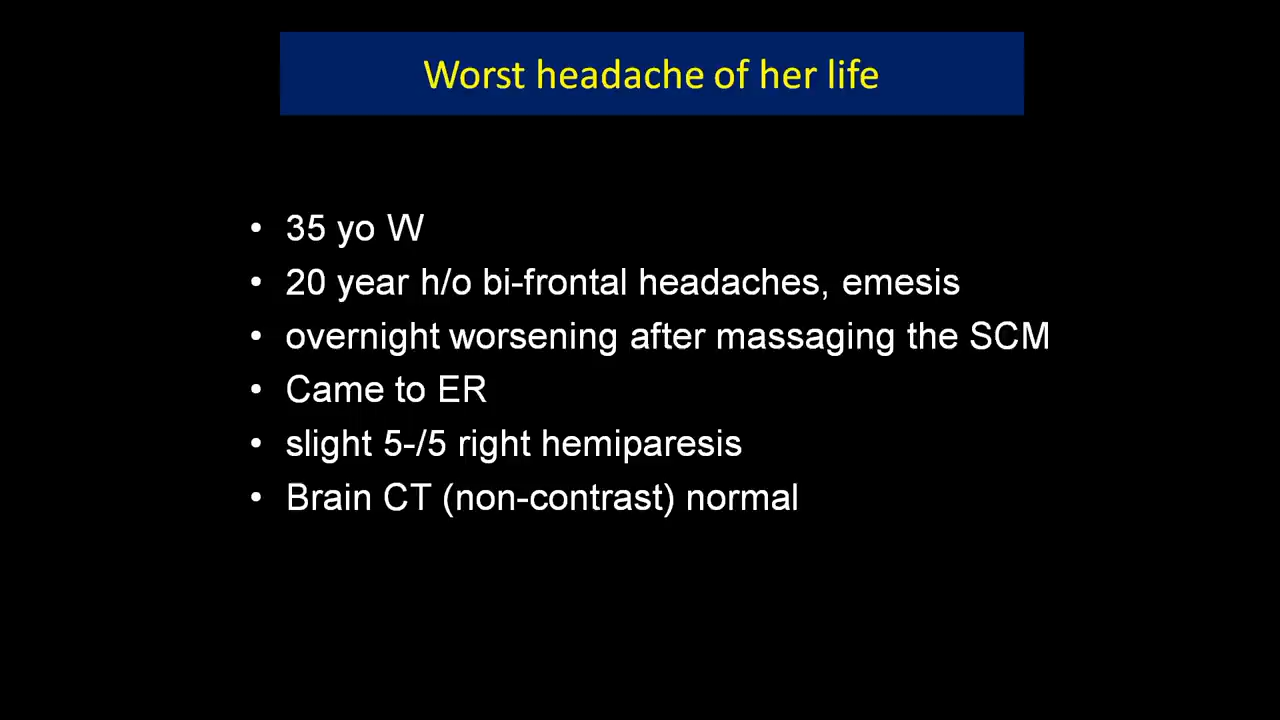 Worst headache of her life
• 35 yo W
• 20 year h/o bi-frontal headaches, emesis
• overnight worsening after massaging the SCM
• Came to ER
• slight 5-/5 right hemiparesis
• Brain CT (non-contrast) normal